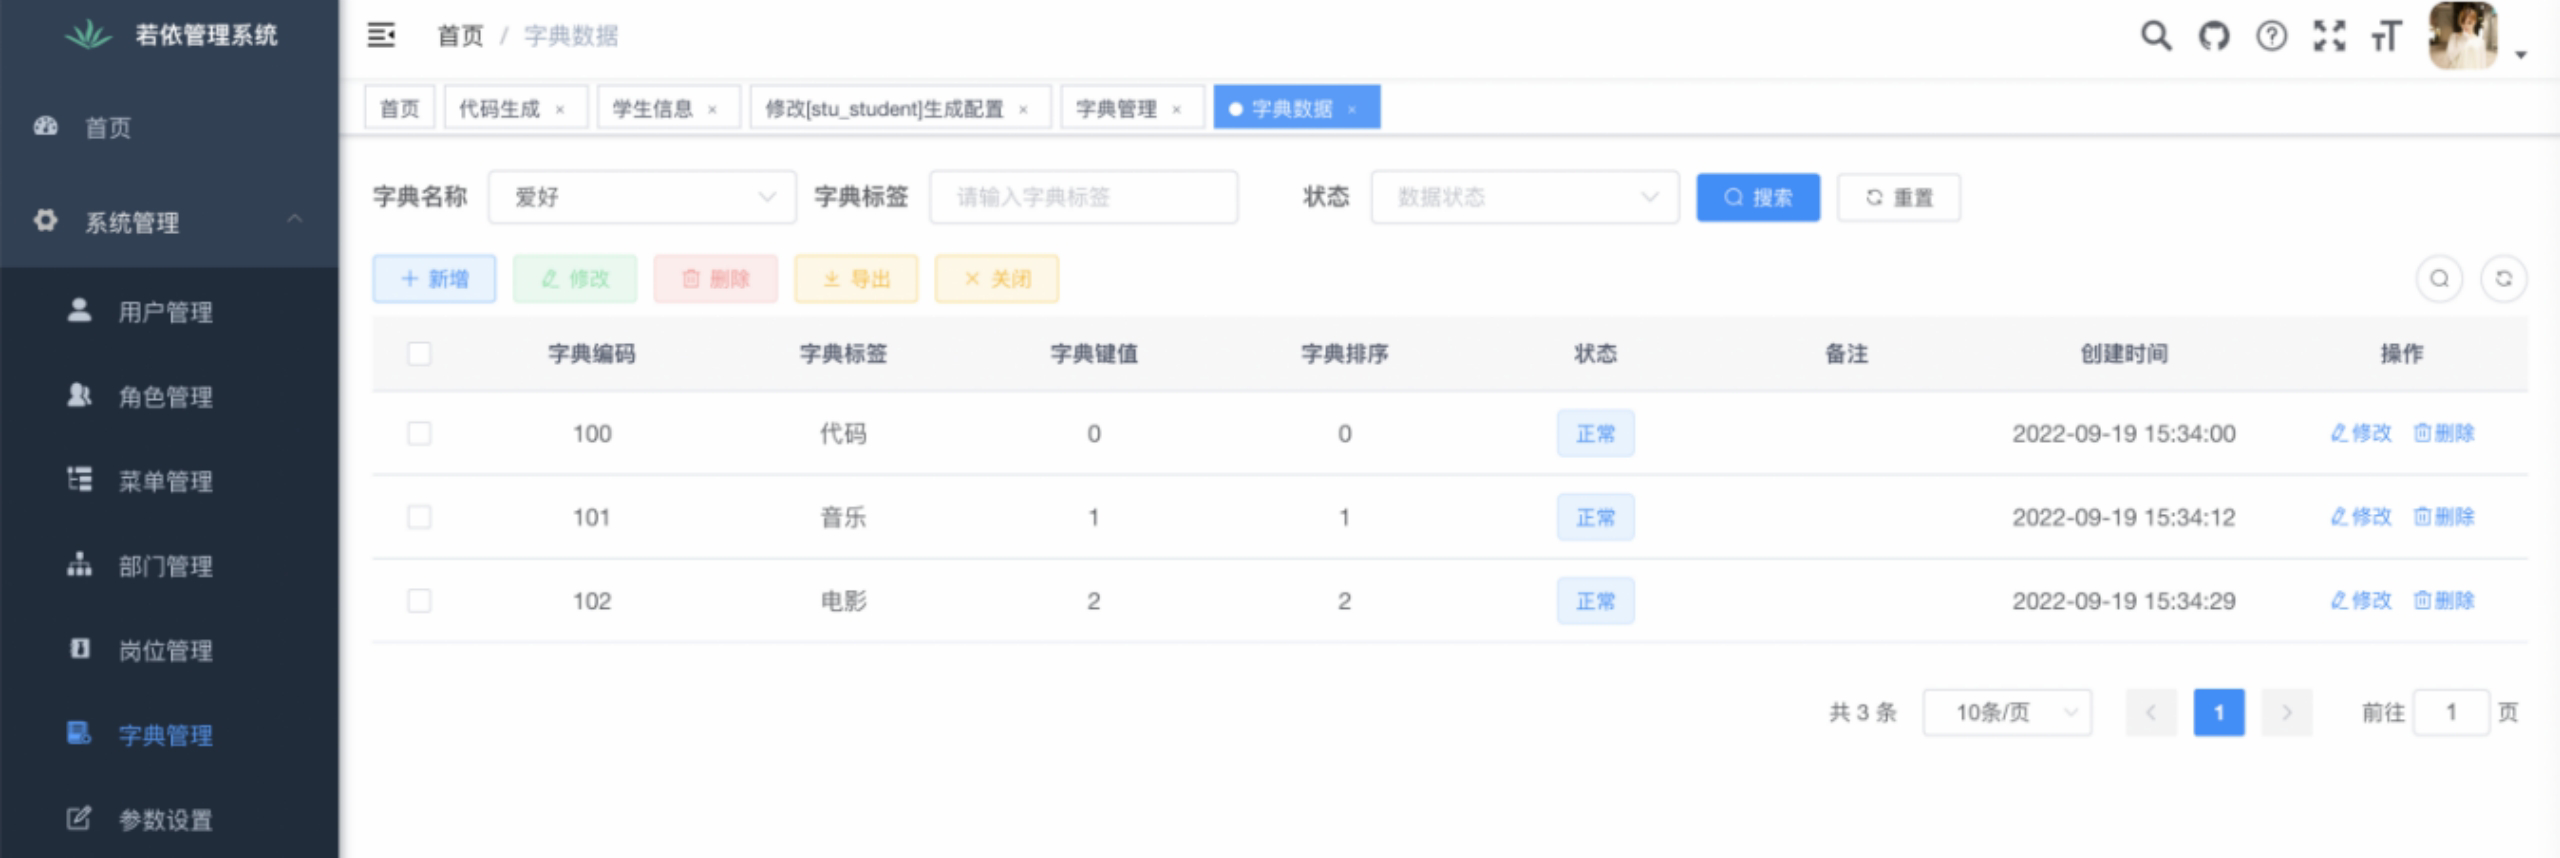 若依管理系统
首页 / 字典数据
首页
代码生成 ×
学生信息 ×
修改[stu_student]生成配置 ×
字典管理 ×
字典数据 ×
首页
系统管理
用户管理
角色管理
菜单管理
部门管理
岗位管理
字典管理
参数设置
字典名称 爱好 字典标签 请输入字典标签 状态 数据状态 搜索 重置
新增 修改 删除 导出 关闭
字典编码 字典标签 字典键值 字典排序 状态 备注 创建时间 操作
100 代码 0 0 正常 2022-09-19 15:34:00 修改 删除
101 音乐 1 1 正常 2022-09-19 15:34:12 修改 删除
102 电影 2 2 正常 2022-09-19 15:34:29 修改 删除
共 3 条 10条/页 1 前往 1 页